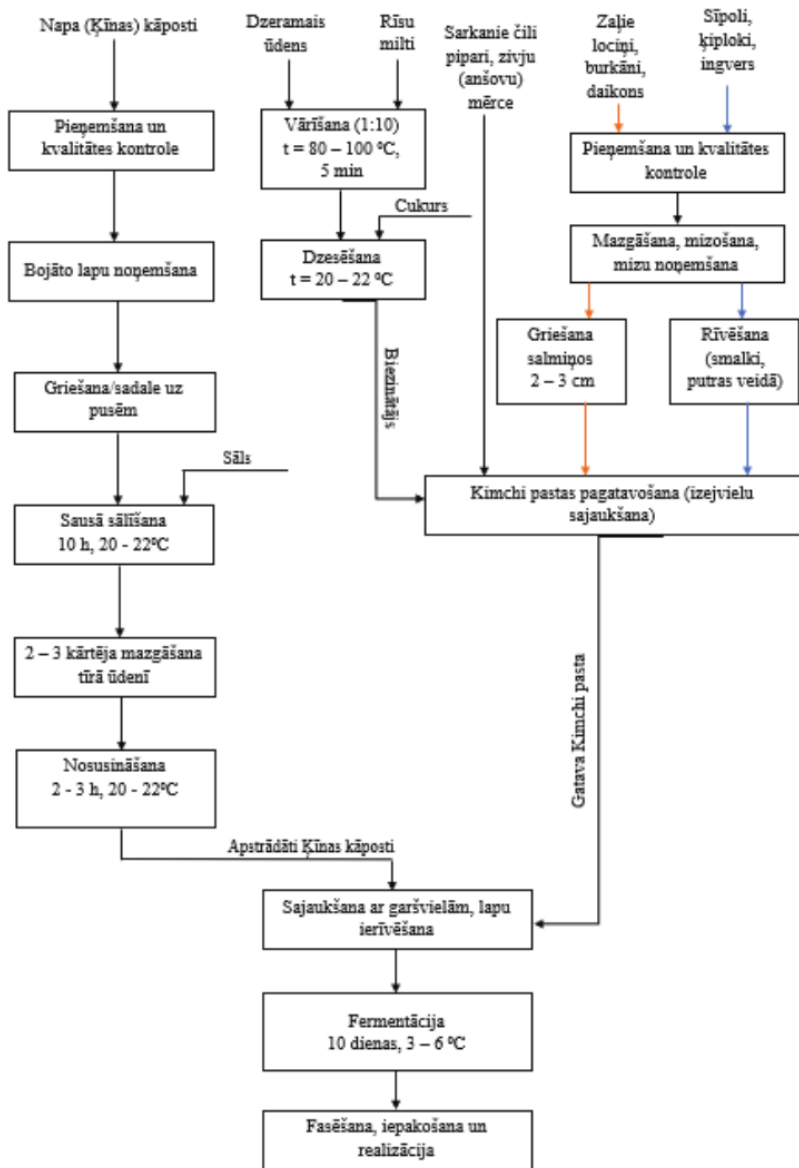 Napa (Ķīnas) kāposti
Pieņemšana un
kvalitātes kontrole
Bojāto lapu noņemšana
Griešana/sadale uz
pusēm
Sāls
Sausā sālīšana
10 h, 20 - 22⁰C
2 – 3 kārtēja mazgāšana
tīrā ūdenī
Nosusināšana
2 - 3 h, 20 - 22⁰C
Apstrādāti Ķīnas kāposti
Dzeramais
ūdens
Rīsu
milti
Vārīšana (1:10)
t = 80 – 100 ⁰C,
5 min
Cukurs
Dzesēšana
t = 20 – 22 ⁰C
Biezinātājs
Sarkanie čili
pipari, zivju
(anšovu)
mērce
Zaļie
lociņi,
burkāni,
daikons
Sīpoli,
ķiploki,
ingvers
Pieņemšana un kvalitātes
kontrole
Mazgāšana, mizošana,
mizu noņemšana
Griešana
salmiņos
2 – 3 cm
Rīvēšana
(smalki,
putras veidā)
Kimchi pastas pagatavošana (izejvielu
sajaukšana)
Gatava Kimchi pasta
Sajaukšana ar garšvielām, lapu
ierīvēšana
Fermentācija
10 dienas, 3 – 6 ⁰C
Fasēšana, iepakošana un
realizācija